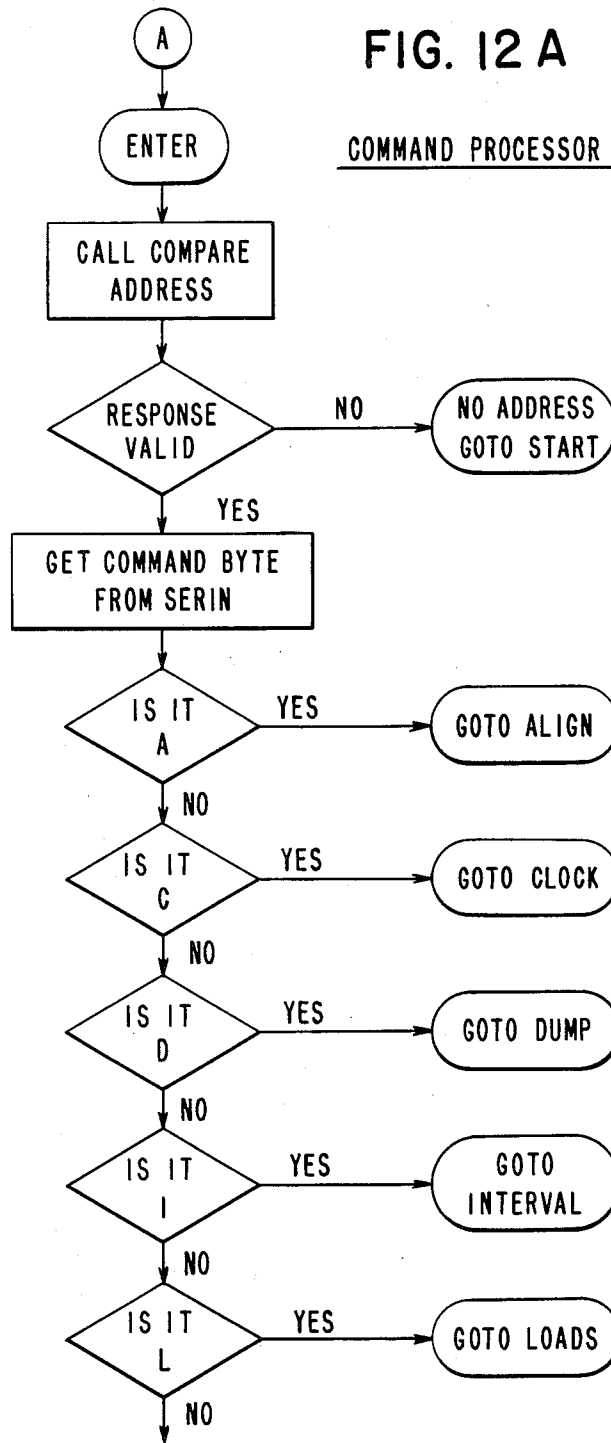 A
FIG. 12 A
ENTER
COMMAND PROCESSOR
CALL COMPARE
ADDRESS
RESPONSE
VALID
NO
NO ADDRESS
GOTO START
YES
GET COMMAND BYTE
FROM SERIN
IS IT
A
YES
GOTO ALIGN
NO
IS IT
C
YES
GOTO CLOCK
NO
IS IT
D
YES
GOTO DUMP
NO
IS IT
I
YES
GOTO
INTERVAL
NO
IS IT
L
YES
GOTO LOADS
NO